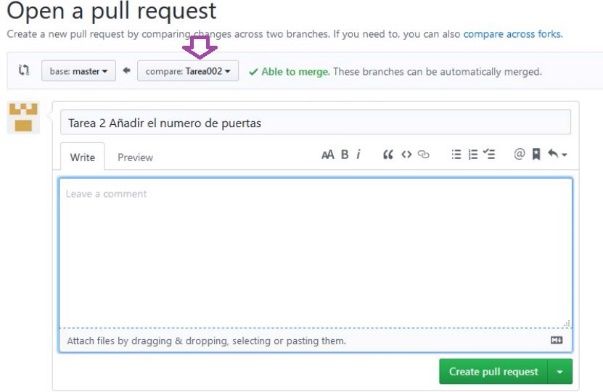 Open a pull request
Create a new pull request by comparing changes across two branches. If you need to, you can also compare across forks.
base: master ▾ compare: Tarea002 ▾ ✓ Able to merge. These branches can be automatically merged.
Tarea 2 Añadir el numero de puertas
Write Preview AA B i
Leave a comment
Attach files by dragging & dropping, selecting or pasting them.
Create pull request